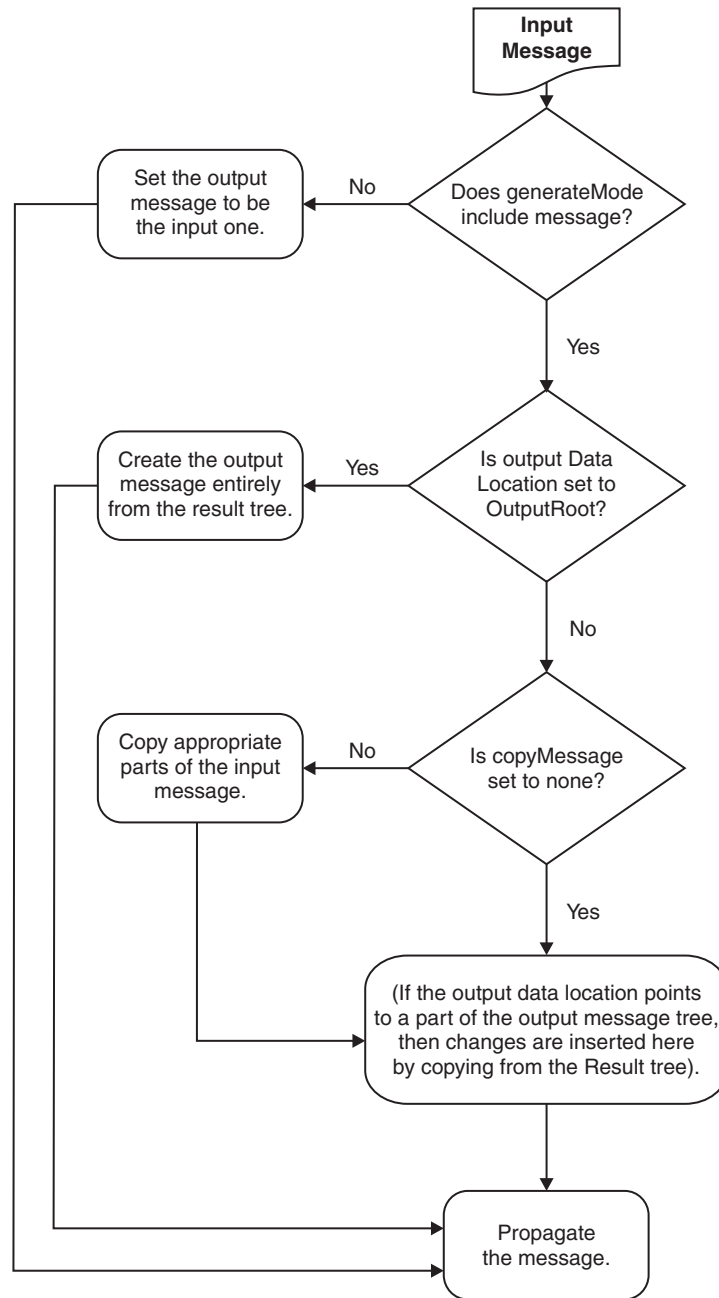 Input
Message
Does generateMode
include message?
No
Set the output
message to be
the input one.
Yes
Is output Data
Location set to
OutputRoot?
Yes
Create the output
message entirely
from the result tree.
No
Is copyMessage
set to none?
No
Copy appropriate
parts of the input
message.
Yes
(If the output data location points
to a part of the output message tree,
then changes are inserted here
by copying from the Result tree).
Propagate
the message.